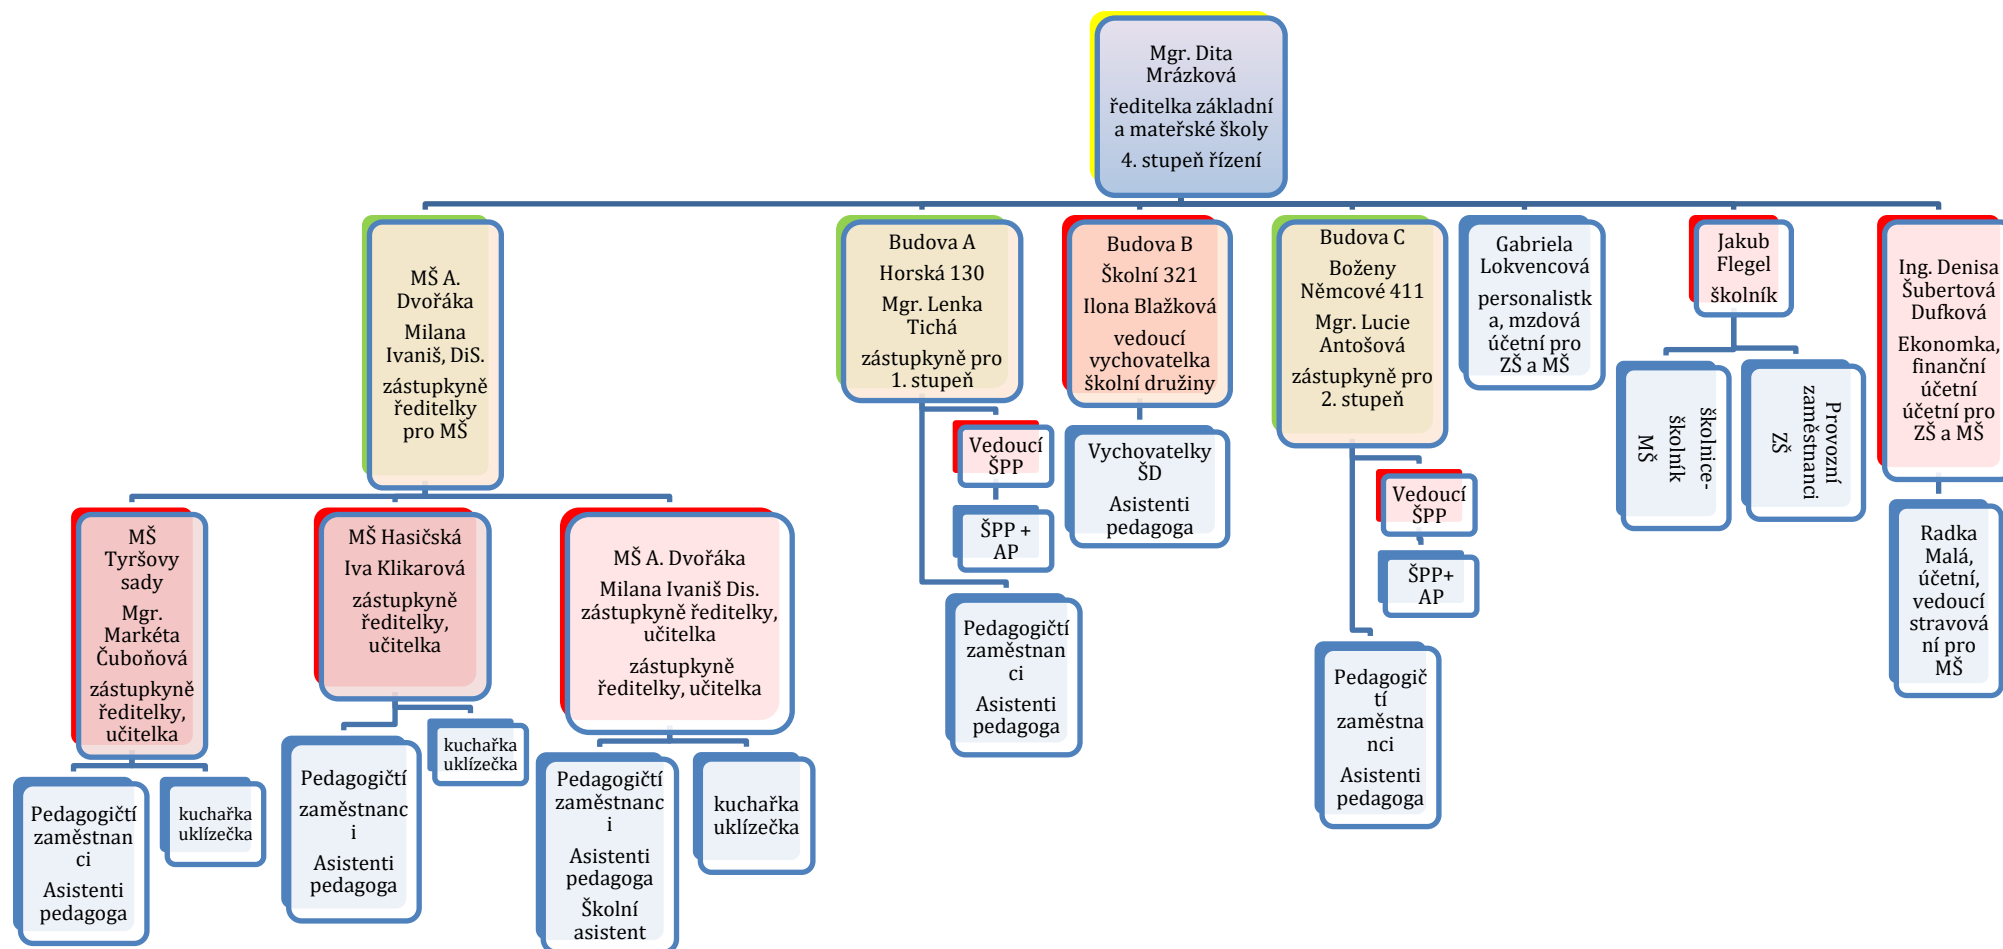 Mgr. Dita
Mrázková
ředitelka základní
a mateřské školy
4. stupeň řízení
MŠ A.
Dvořáka
Milana
Ivaniš, DiS.
zástupkyně
ředitelky
pro MŠ
Budova A
Horská 130
Mgr. Lenka
Tichá
zástupkyně pro
1. stupeň
Budova B
Školní 321
Ilona Blažková
vedoucí
vychovatelka
školní družiny
Budova C
Boženy
Němcové 411
Mgr. Lucie
Antošová
zástupkyně pro
2. stupeň
Gabriela
Lokvencová
personalistk
a, mzdová
účetní pro
ZŠ a MŠ
Jakub
Flegel
školník
Ing. Denisa
Šubertová
Dufková
Ekonomka,
finanční
účetní
účetní pro
ZŠ a MŠ
MŠ
Tyršovy
sady
Mgr.
Markéta
Čuboňová
zástupkyně
ředitelky,
učitelka
Pedagogičtí
zaměstnan
ci
Asistenti
pedagoga
kuchařka
uklízečka
MŠ Hasičská
Iva Klikarová
zástupkyně
ředitelky,
učitelka
Pedagogičtí
zaměstnanc
i
Asistenti
pedagoga
kuchařka
uklízečka
MŠ A. Dvořáka
Milana Ivaniš Dis.
zástupkyně ředitelky,
učitelka
zástupkyně
ředitelky, učitelka
Pedagogičtí
zaměstnanc
i
Asistenti
pedagoga
Školní
asistent
kuchařka
uklízečka
Vedoucí
ŠPP
ŠPP +
AP
Pedagogičtí
zaměstnan
ci
Asistenti
pedagoga
Vychovatelky
ŠD
Asistenti
pedagoga
Vedoucí
ŠPP
ŠPP+
AP
Pedagogič
tí
zaměstna
nci
Asistenti
pedagoga
školnice-
školník
MŠ
Provozní
zaměstnanci
ZŠ
Radka
Malá,
účetní,
vedoucí
stravová
ní pro
MŠ